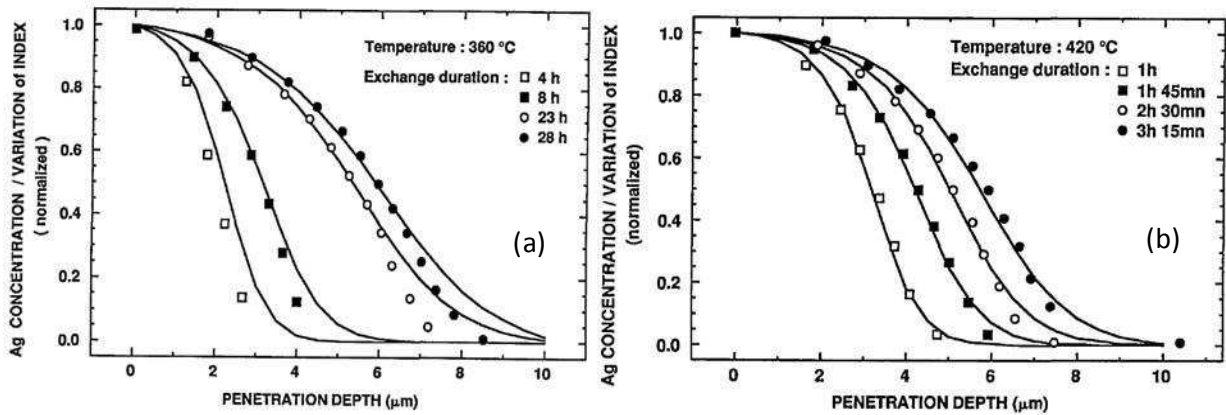 Ag CONCENTRATION / VARIATION of INDEX
( normalized)
1.0
0.8
0.6
0.4
0.2
0.0
Temperature : 360 °C
Exchange duration :
4 h
8 h
23 h
28 h
(a)
0 2 4 6 8 10
PENETRATION DEPTH (μm)
Ag CONCENTRATION / VARIATION of INDEX
(normalized)
1.0
0.8
0.6
0.4
0.2
0.0
Temperature : 420 °C
Exchange duration :
1h
1h 45mn
2h 30mn
3h 15mn
(b)
0 2 4 6 8 10
PENETRATION DEPTH (μm)